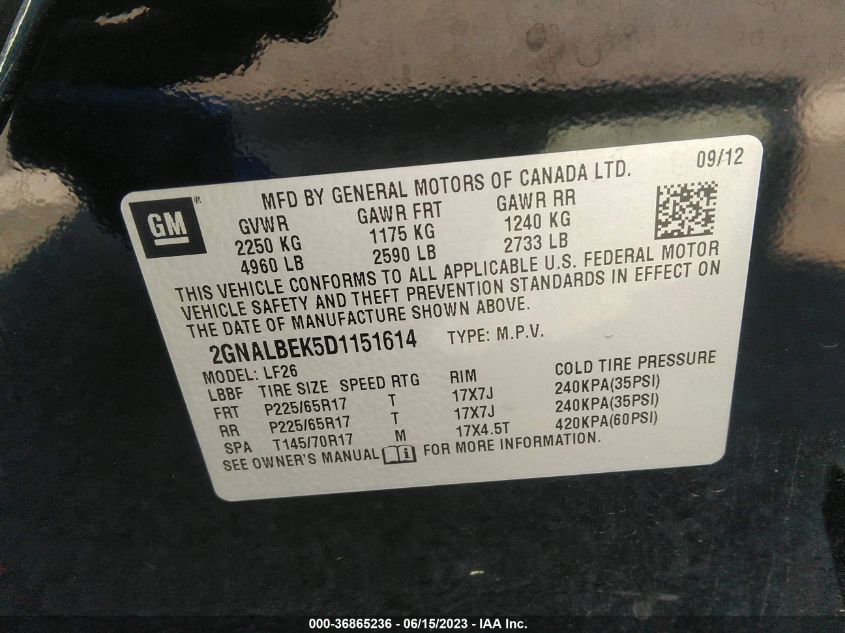 09/12
GM ®
MFD BY GENERAL MOTORS OF CANADA LTD.
GVWR GAWR FRT GAWR RR
2250 KG 1175 KG 1240 KG
4960 LB 2590 LB 2733 LB
THIS VEHICLE CONFORMS TO ALL APPLICABLE U.S. FEDERAL MOTOR
VEHICLE SAFETY AND THEFT PREVENTION STANDARDS IN EFFECT ON
THE DATE OF MANUFACTURE SHOWN ABOVE.
2GNALBEK5D1151614 TYPE: M.P.V.
MODEL: LF26
LBBF TIRE SIZE SPEED RTG RIM COLD TIRE PRESSURE
FRT P225/65R17 T 17X7J 240KPA(35PSI)
RR P225/65R17 T 17X7J 240KPA(35PSI)
SPA T145/70R17 M 17X4.5T 420KPA(60PSI)
SEE OWNER'S MANUAL i FOR MORE INFORMATION.
000-36865236 - 06/15/2023 - IAA Inc.